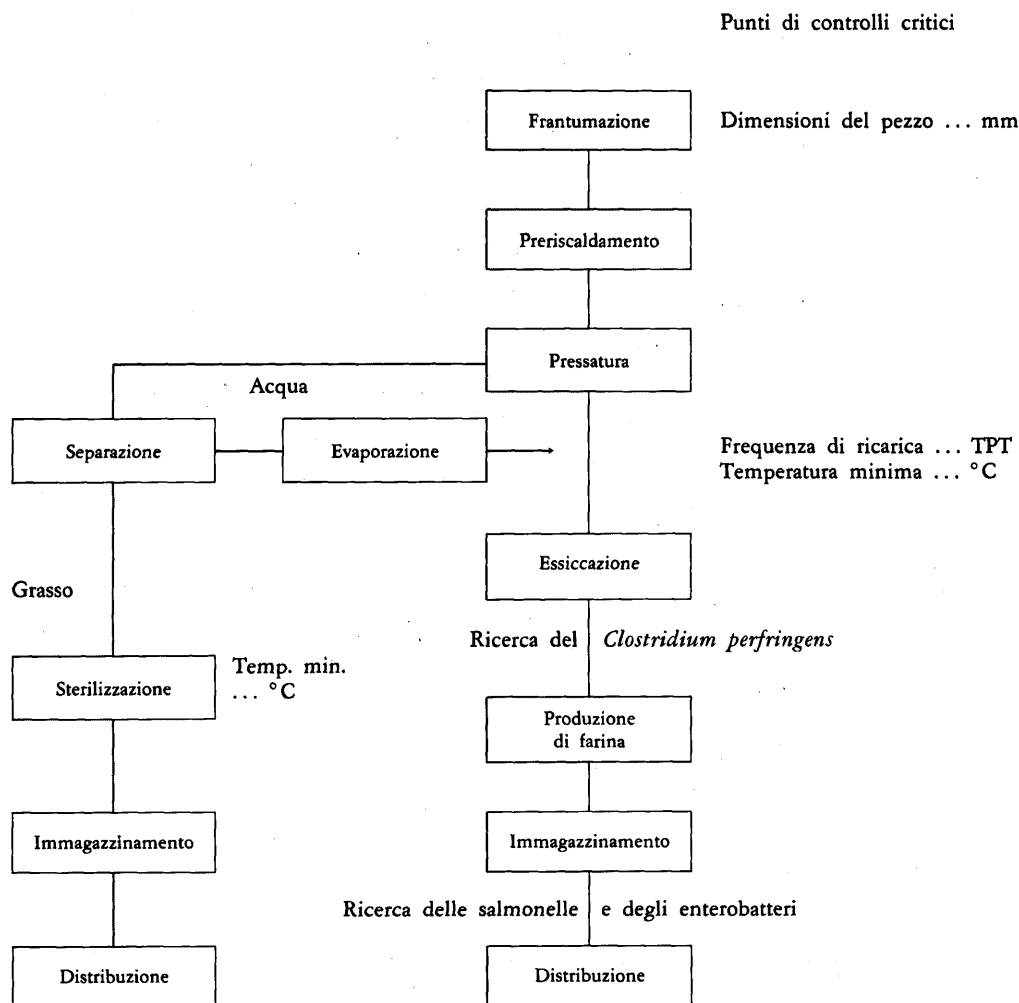 Punti di controlli critici
Frantumazione
Dimensioni del pezzo ... mm
Preriscaldamento
Pressatura
Acqua
Separazione
Evaporazione
Frequenza di ricarica ... TPT
Temperatura minima ... °C
Essiccazione
Grasso
Ricerca del Clostridium perfringens
Sterilizzazione
Temp. min.
... °C
Produzione
di farina
Immagazzinamento
Immagazzinamento
Ricerca delle salmonelle e degli enterobatteri
Distribuzione
Distribuzione